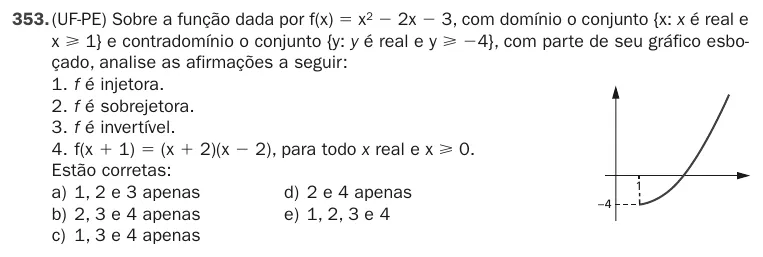 353. (UF-PE) Sobre a função dada por f(x) = x² − 2x − 3, com domínio o conjunto {x: x é real e
x ⩾ 1} e contradomínio o conjunto {y: y é real e y ⩾ −4}, com parte de seu gráfico esbo-
çado, analise as afirmações a seguir:
1. f é injetora.
2. f é sobrejetora.
3. f é invertível.
4. f(x + 1) = (x + 2)(x − 2), para todo x real e x ⩾ 0.
Estão corretas:
a) 1, 2 e 3 apenas
b) 2, 3 e 4 apenas
c) 1, 3 e 4 apenas
d) 2 e 4 apenas
e) 1, 2, 3 e 4
1
−4